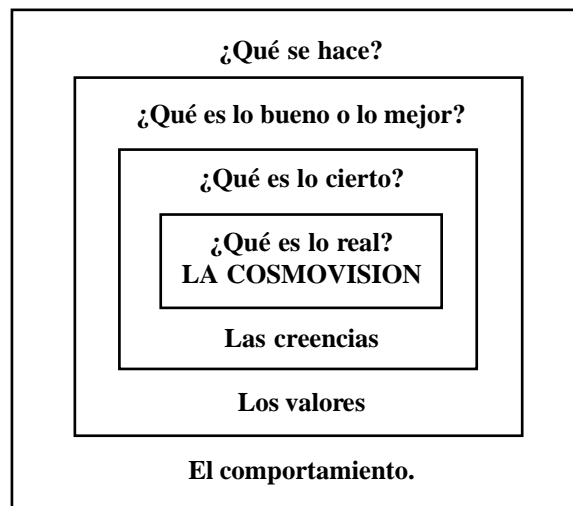 ¿Qué se hace?
¿Qué es lo bueno o lo mejor?
¿Qué es lo cierto?
¿Qué es lo real?
LA COSMOVISION
Las creencias
Los valores
El comportamiento.